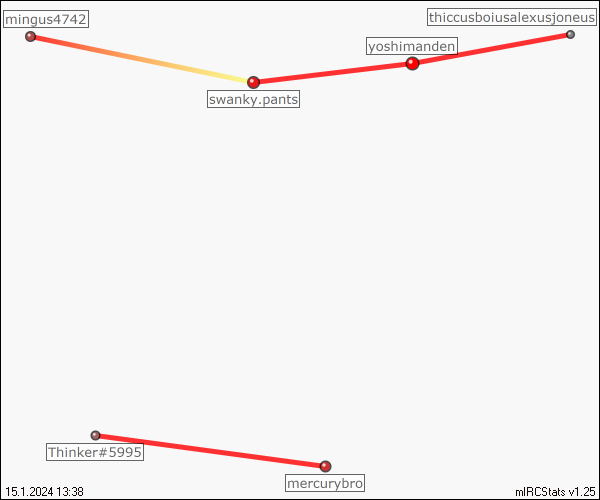 mingus4742
thiccusboiusalexusjoneus
yoshimanden
swanky.pants
Thinker#5995
mercurybro
15.1.2024 13:38
mIRCStats v1.25